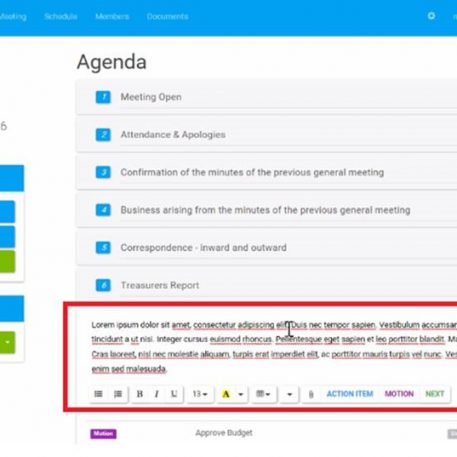 Meeting Schedule Members Documents
Agenda
6
1 Meeting Open
2 Attendance & Apologies
3 Confirmation of the minutes of the previous general meeting
4 Business arising from the minutes of the previous general meeting
5 Correspondence - inward and outward
6 Treasurers Report
Lorem ipsum dolor sit amet, consectetur adipiscing elit. Duis nec tempor sapien. Vestibulum accumsan
tincidunt a ut nisi. Integer cursus euismod rhoncus. Pellentesque eget sapien et leo porttitor blandit.
Cras laoreet, nisl nec molestie aliquam, turpis erat imperdiet elit, ac porttitor mauris turpis vel nunc.
enim sed malesuada.
B I U 13 A ACTION ITEM MOTION NEXT
Motion Approve Budget